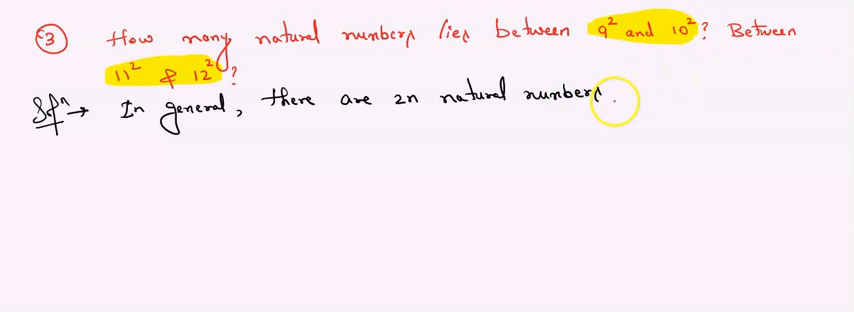 3 How many natural numbers lies between 9² and 10²? Between
11² & 12²?
Solⁿ → In general, there are 2n natural numbers.